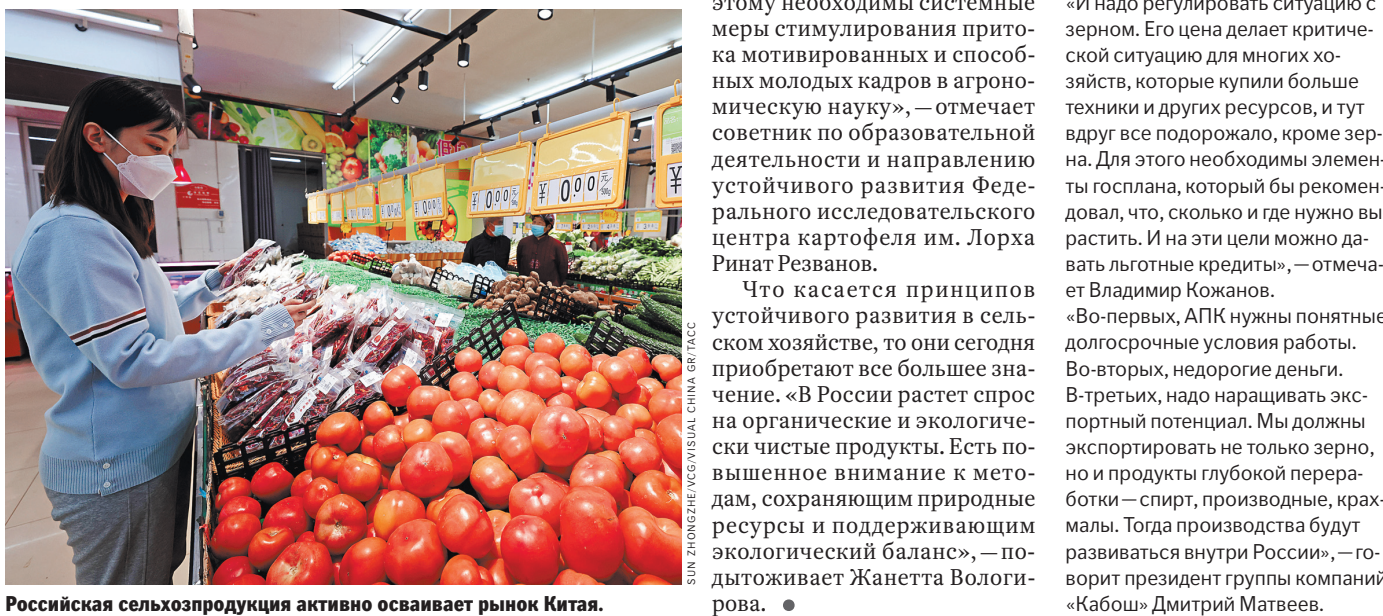 ¥ 0.00 元/500g
¥ 0.00 元/500g
SUN ZHONGZHE/VCG/VISUAL CHINA GR/ТАСС
Российская сельхозпродукция активно осваивает рынок Китая.
этому необходимы системные
меры стимулирования прито-
ка мотивированных и способ-
ных молодых кадров в агроно-
мическую науку», — отмечает
советник по образовательной
деятельности и направлению
устойчивого развития Феде-
рального исследовательского
центра картофеля им. Лорха
Ринат Резванов.
Что касается принципов
устойчивого развития в сель-
ском хозяйстве, то они сегодня
приобретают все большее зна-
чение. «В России растет спрос
на органические и экологиче-
ски чистые продукты. Есть по-
вышенное внимание к мето-
дам, сохраняющим природные
ресурсы и поддерживающим
экологический баланс», — по-
дытоживает Жанетта Вологи-
рова. ●
«И надо регулировать ситуацию с
зерном. Его цена делает критиче-
ской ситуацию для многих хо-
зяйств, которые купили больше
техники и других ресурсов, и тут
вдруг все подорожало, кроме зер-
на. Для этого необходимы элемен-
ты госплана, который бы рекомен-
довал, что, сколько и где нужно вы
растить. И на эти цели можно да-
вать льготные кредиты», — отмеча-
ет Владимир Кожанов.
«Во-первых, АПК нужны понятные
долгосрочные условия работы.
Во-вторых, недорогие деньги.
В-третьих, надо наращивать экс-
портный потенциал. Мы должны
экспортировать не только зерно,
но и продукты глубокой перера-
ботки — спирт, производные, крах-
малы. Тогда производства будут
развиваться внутри России», — го-
ворит президент группы компаний
«Кабош» Дмитрий Матвеев.